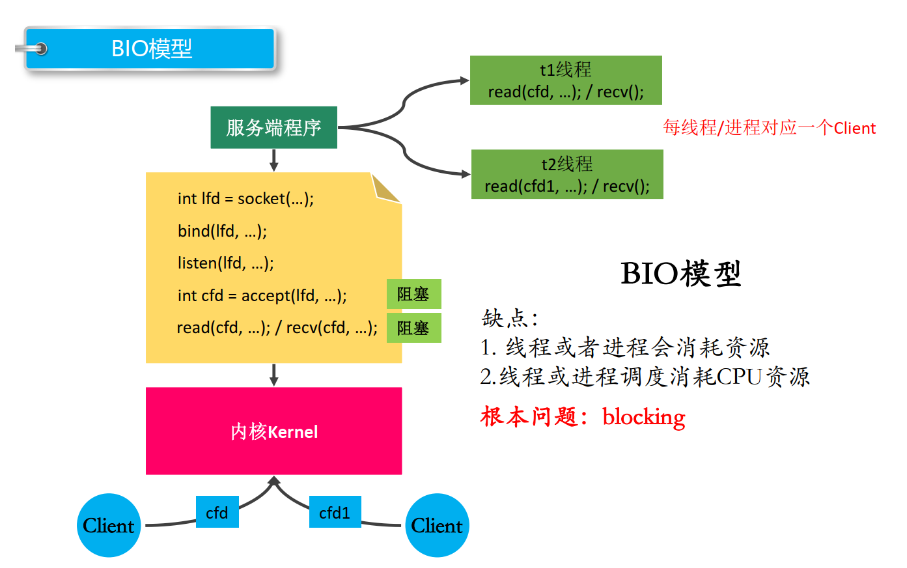 BIO模型
t1线程
read(cfd, …); / recv();
服务端程序
每线程/进程对应一个Client
t2线程
read(cfd1, …); / recv();
int lfd = socket(…);
bind(lfd, …);
listen(lfd, …);
int cfd = accept(lfd, …);
阻塞
read(cfd, …); / recv(cfd, …);
阻塞
BIO模型
缺点：
1. 线程或者进程会消耗资源
2.线程或进程调度消耗CPU资源
根本问题：blocking
内核Kernel
cfd
cfd1
Client
Client